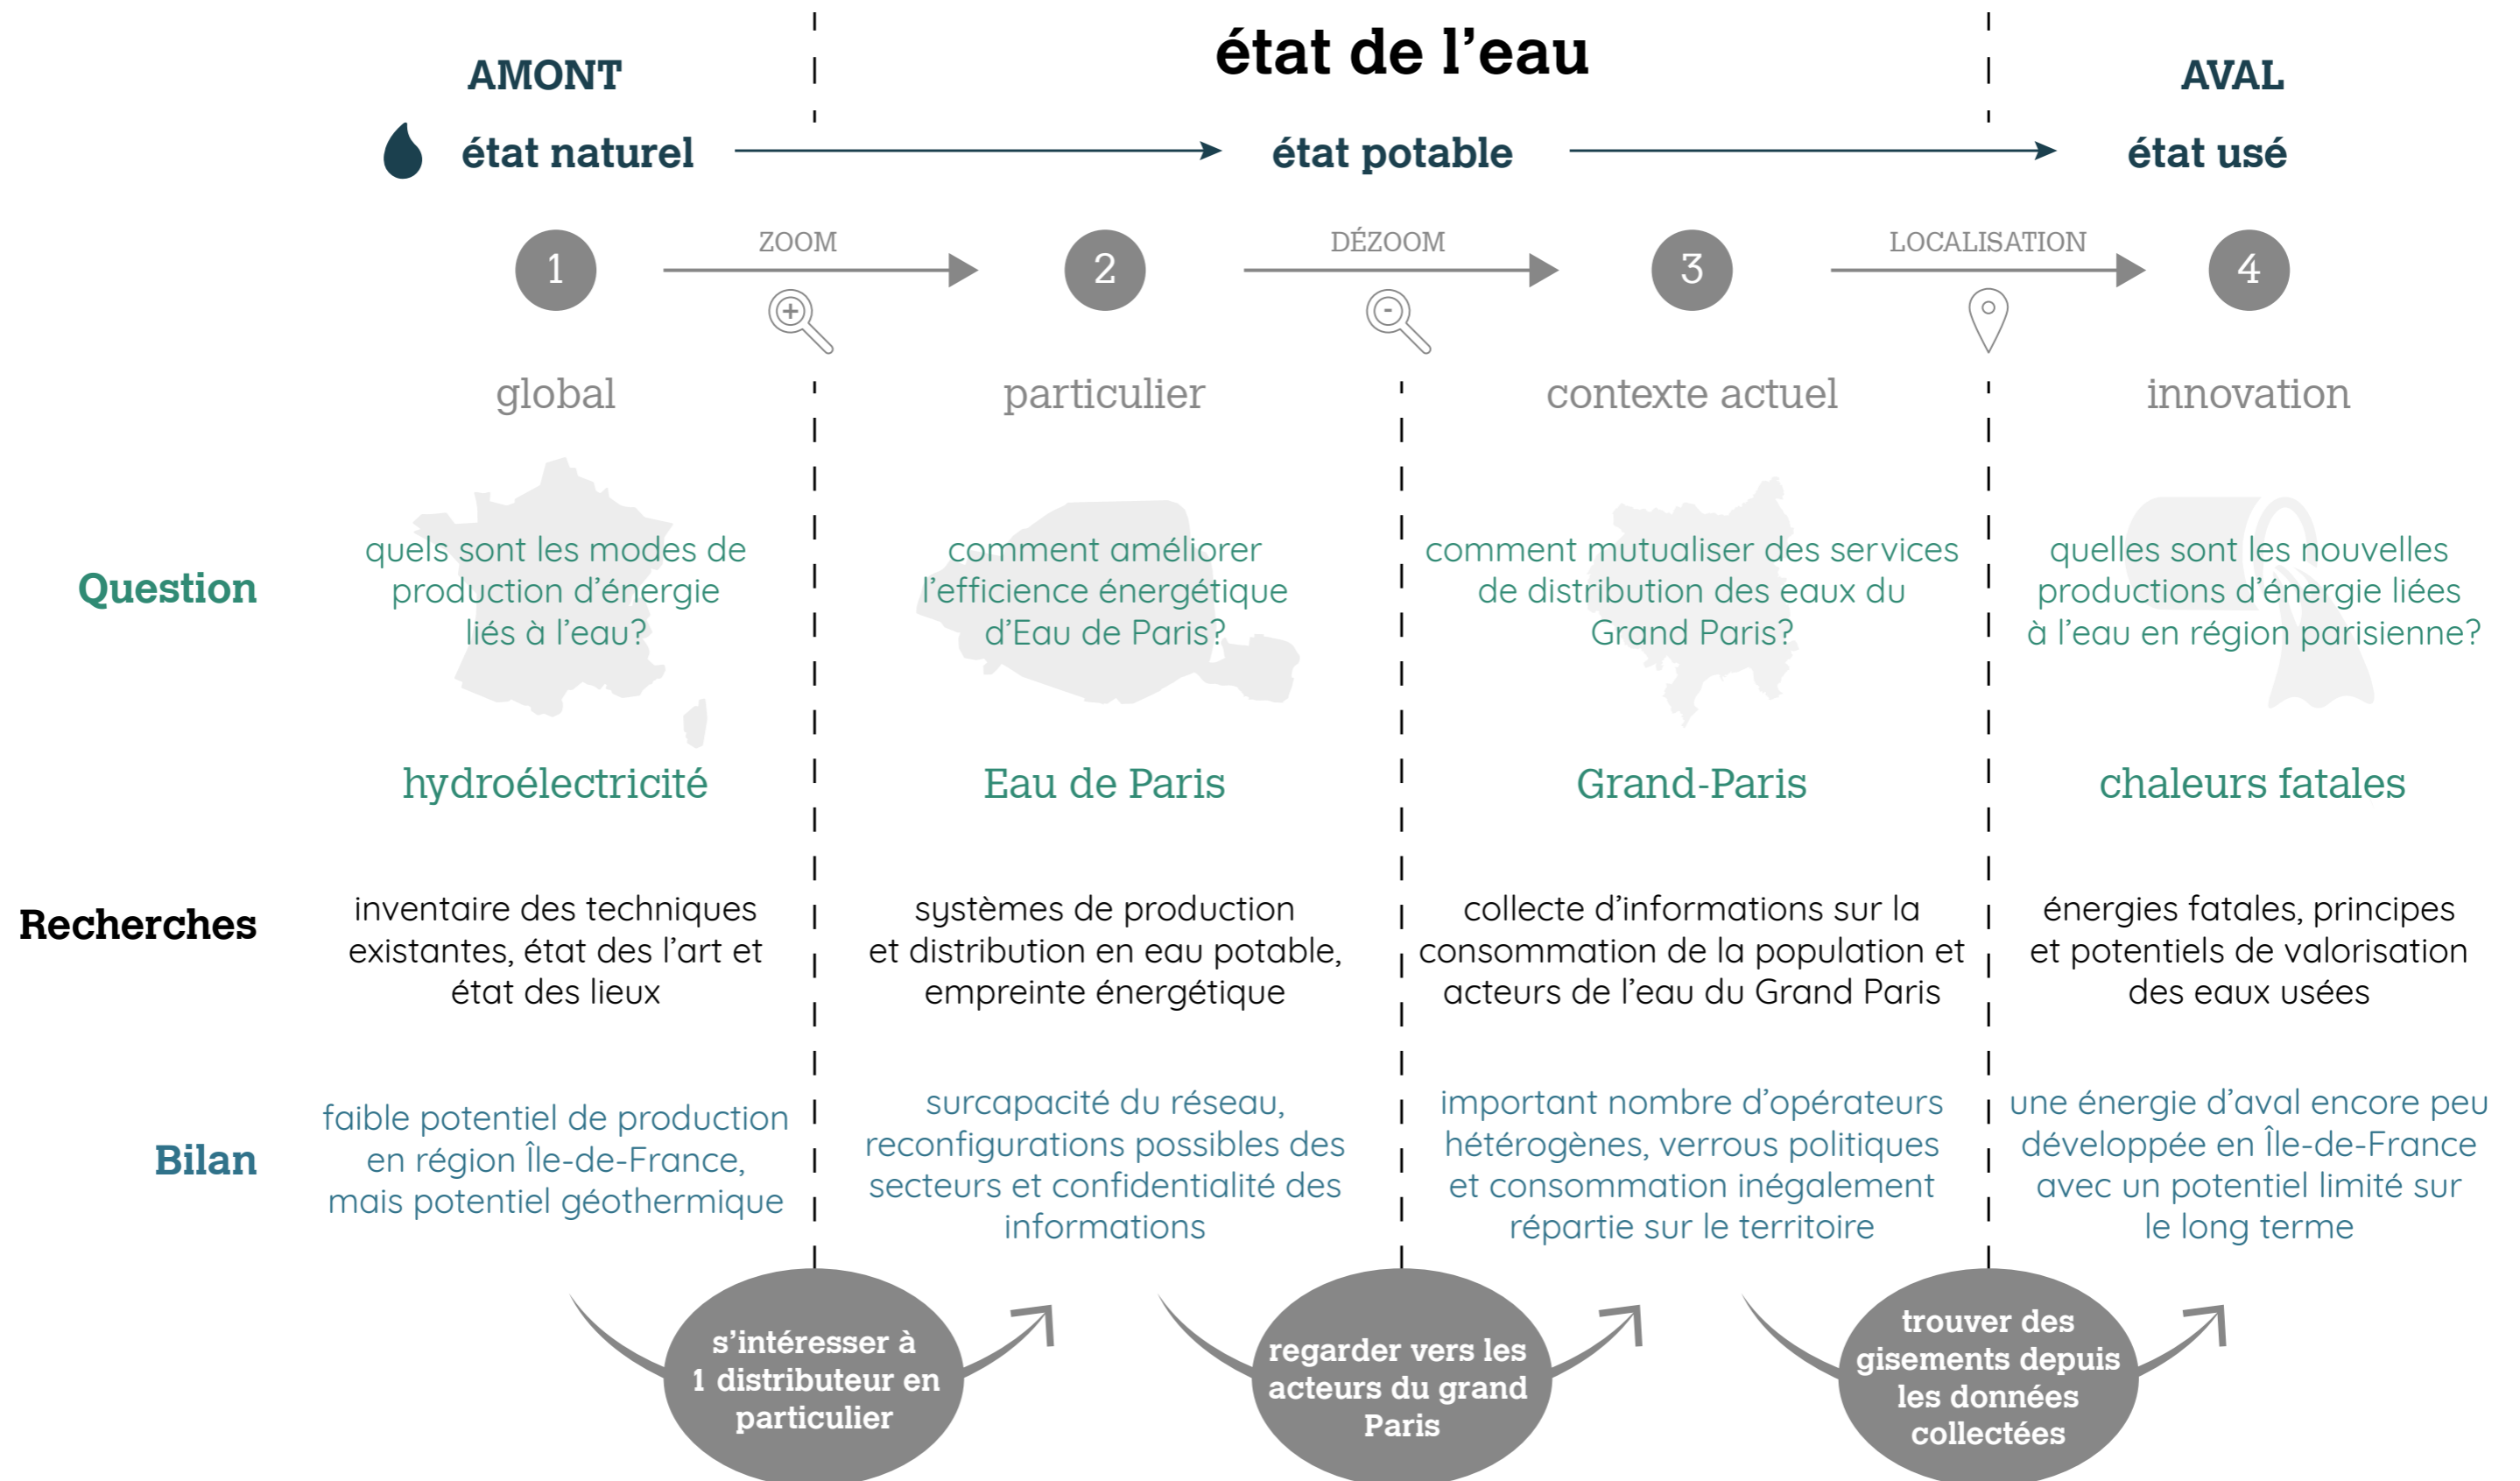 état de l’eau
AMONT
AVAL
état naturel
état potable
état usé
1
ZOOM
2
DÉZOOM
3
LOCALISATION
4
global
particulier
contexte actuel
innovation
Question
quels sont les modes de
production d’énergie
liés à l’eau?
comment améliorer
l’efficience énergétique
d’Eau de Paris?
comment mutualiser des services
de distribution des eaux du
Grand Paris?
quelles sont les nouvelles
productions d’énergie liées
à l’eau en région parisienne?
hydroélectricité
Eau de Paris
Grand-Paris
chaleurs fatales
Recherches
inventaire des techniques
existantes, état des l’art et
état des lieux
systèmes de production
et distribution en eau potable,
empreinte énergétique
collecte d’informations sur la
consommation de la population et
acteurs de l’eau du Grand Paris
énergies fatales, principes
et potentiels de valorisation
des eaux usées
Bilan
faible potentiel de production
en région Île-de-France,
mais potentiel géothermique
surcapacité du réseau,
reconfigurations possibles des
secteurs et confidentialité des
informations
important nombre d’opérateurs
hétérogènes, verrous politiques
et consommation inégalement
répartie sur le territoire
une énergie d’aval encore peu
développée en Île-de-France
avec un potentiel limité sur
le long terme
s’intéresser à
1 distributeur en
particulier
regarder vers les
acteurs du grand
Paris
trouver des
gisements depuis
les données
collectées